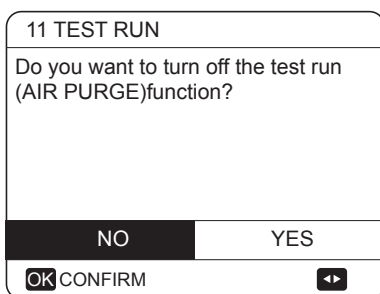 11 TEST RUN
Do you want to turn off the test run
(AIR PURGE)function?
NO YES
OK CONFIRM